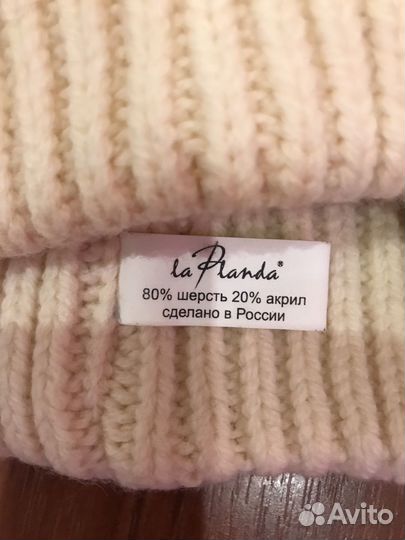 la Planda®
80% шерсть 20% акрил
сделано в России
Avito